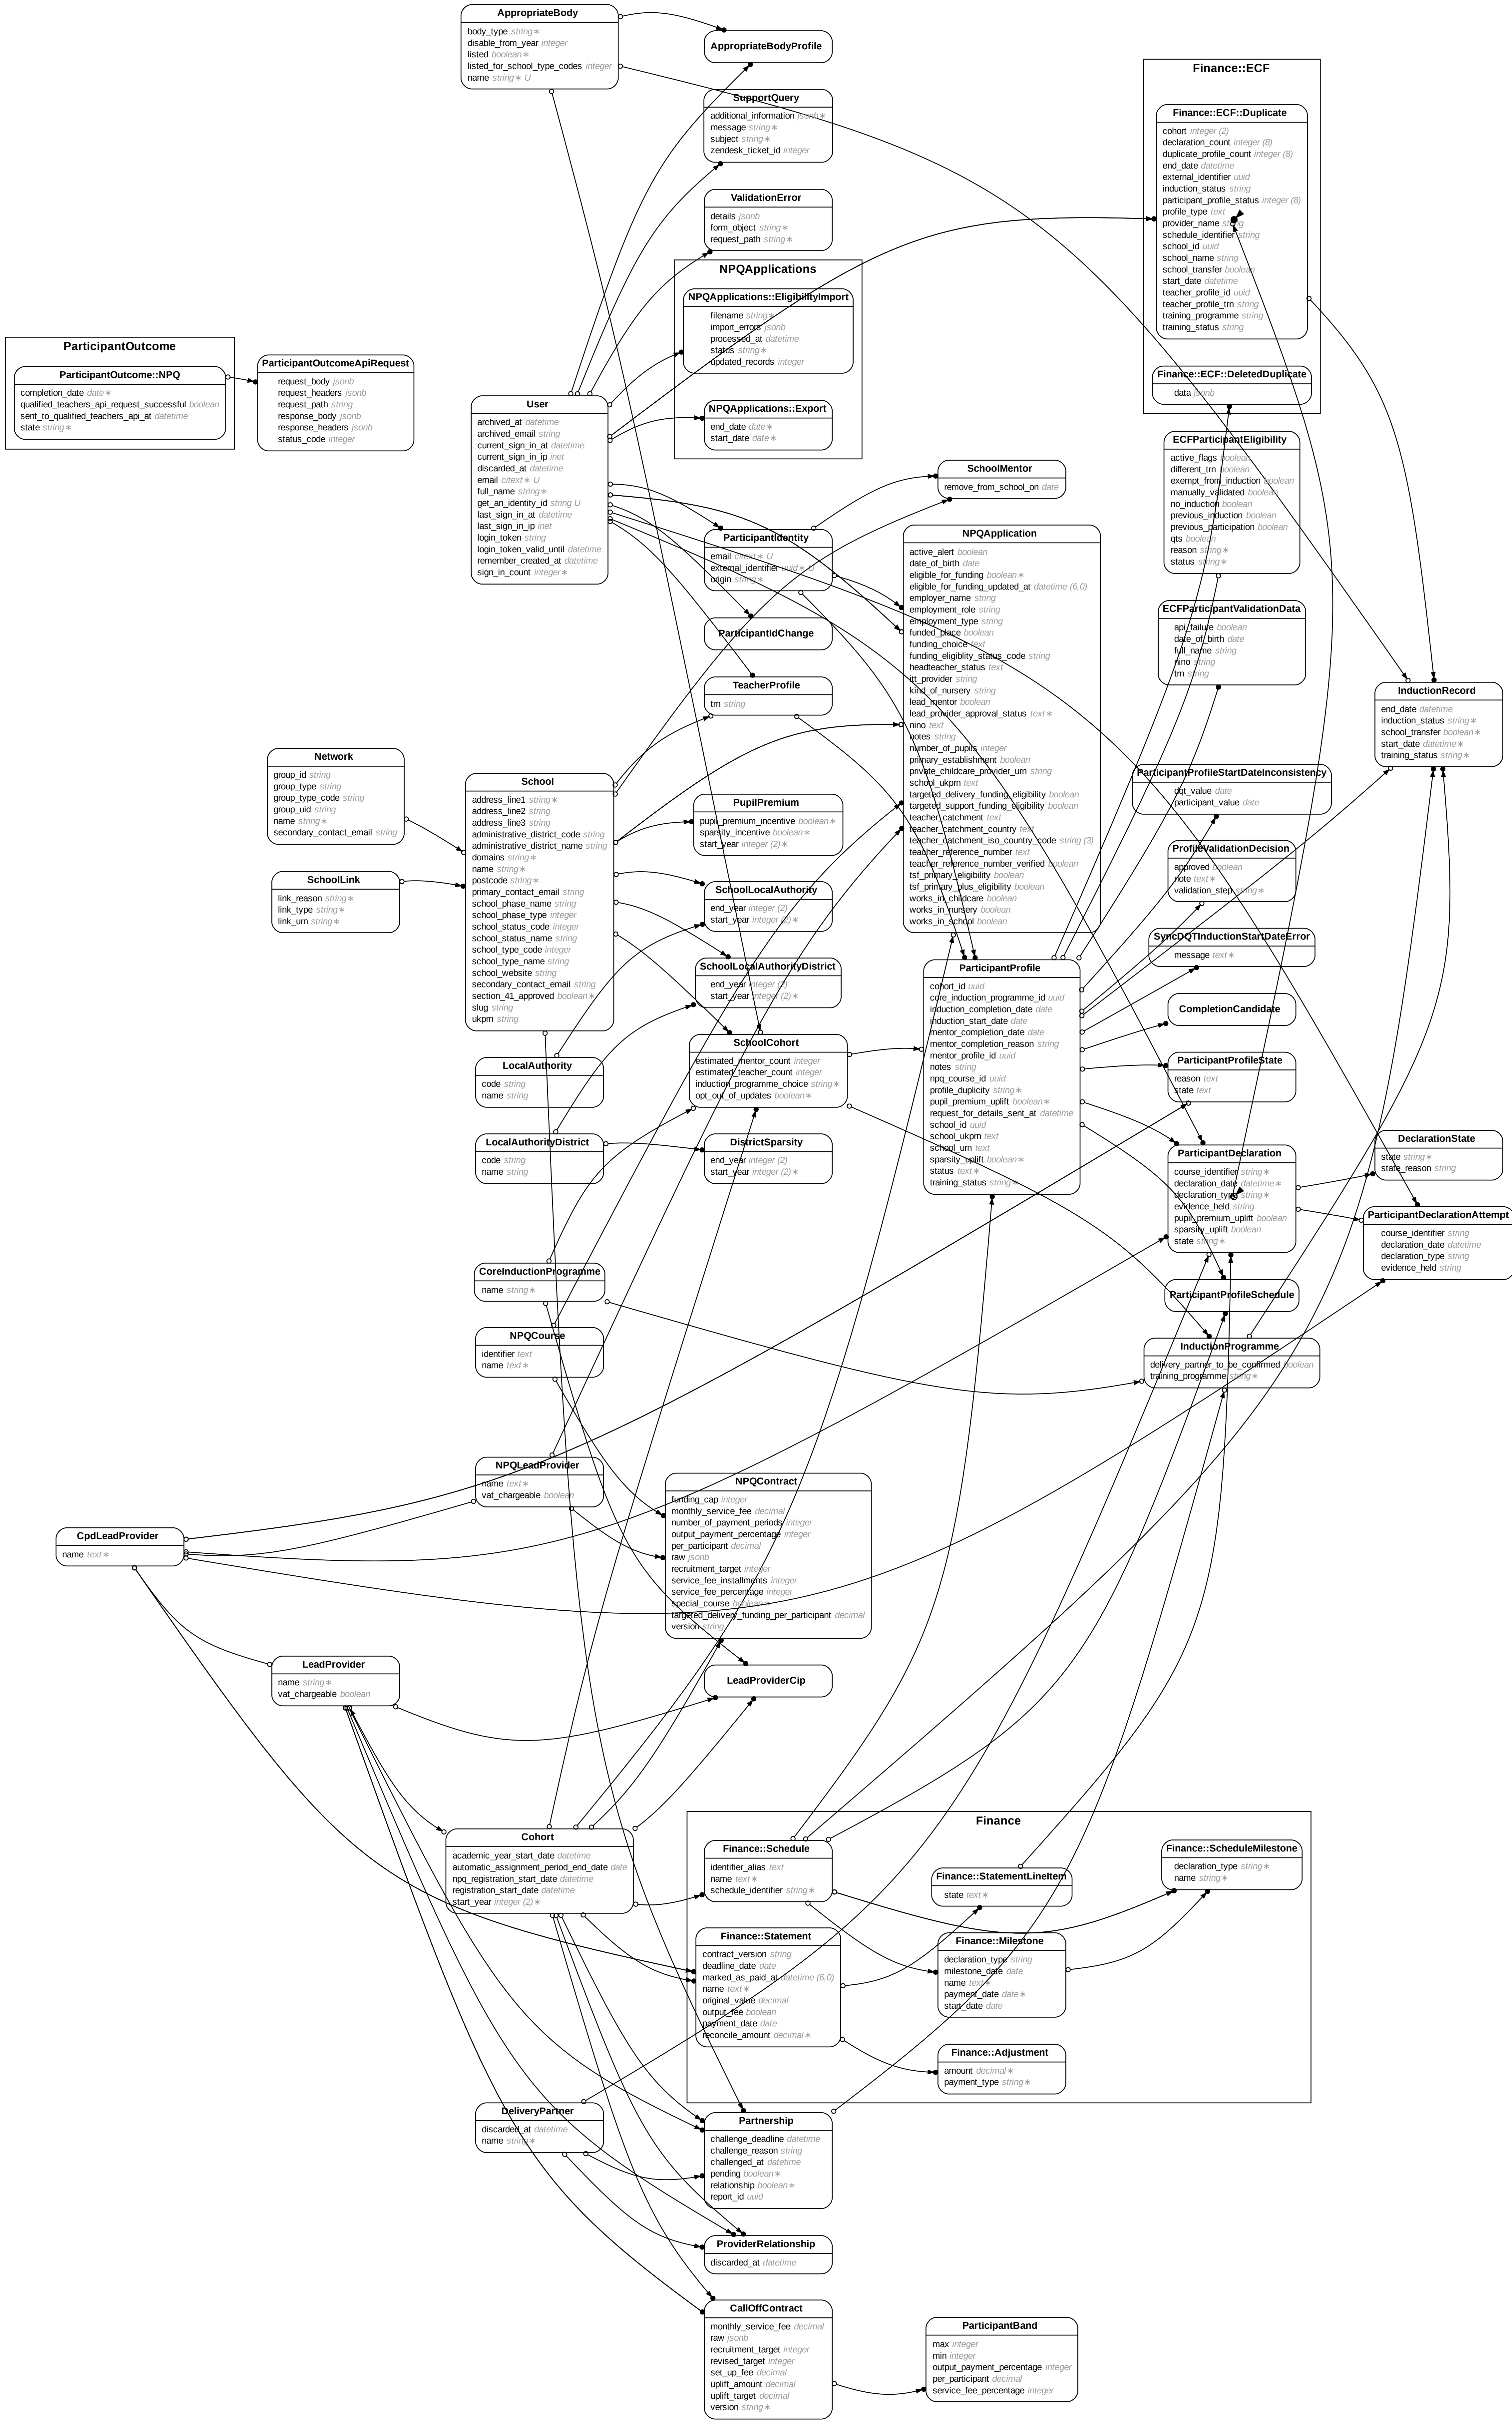 AppropriateBody
body_type string∗
disable_from_year integer
listed boolean∗
listed_for_school_type_codes integer
name string∗ U
AppropriateBodyProfile
SupportQuery
additional_information jsonb∗
message string∗
subject string∗
zendesk_ticket_id integer
ValidationError
details jsonb
form_object string∗
request_path string∗
NPQApplications
NPQApplications::EligibilityImport
filename string∗
import_errors jsonb
processed_at datetime
status string∗
updated_records integer
NPQApplications::Export
end_date date∗
start_date date∗
Finance::ECF
Finance::ECF::Duplicate
cohort integer (2)
declaration_count integer (8)
duplicate_profile_count integer (8)
end_date datetime
external_identifier uuid
induction_status string
participant_profile_status integer (8)
profile_type text
provider_name string
schedule_identifier string
school_id uuid
school_name string
school_transfer boolean
start_date datetime
teacher_profile_id uuid
teacher_profile_trn string
training_programme string
training_status string
Finance::ECF::DeletedDuplicate
data jsonb
ParticipantOutcome
ParticipantOutcome::NPQ
completion_date date∗
qualified_teachers_api_request_successful boolean
sent_to_qualified_teachers_api_at datetime
state string∗
ParticipantOutcomeApiRequest
request_body jsonb
request_headers jsonb
request_path string
response_body jsonb
response_headers jsonb
status_code integer
User
archived_at datetime
archived_email string
current_sign_in_at datetime
current_sign_in_ip inet
discarded_at datetime
email citext∗ U
full_name string∗
get_an_identity_id string U
last_sign_in_at datetime
last_sign_in_ip inet
login_token string
login_token_valid_until datetime
remember_created_at datetime
sign_in_count integer∗
ECFParticipantEligibility
active_flags boolean
different_trn boolean
exempt_from_induction boolean
manually_validated boolean
no_induction boolean
previous_induction boolean
previous_participation boolean
qts boolean
reason string∗
status string∗
SchoolMentor
remove_from_school_on date
ParticipantIdentity
email citext∗ U
external_identifier uuid∗ U
origin string∗
ParticipantIdChange
TeacherProfile
trn string
NPQApplication
active_alert boolean
date_of_birth date
eligible_for_funding boolean∗
eligible_for_funding_updated_at datetime (6,0)
employer_name string
employment_role string
employment_type string
funded_place boolean
funding_choice text
funding_eligiblity_status_code string
headteacher_status text
itt_provider string
kind_of_nursery string
lead_mentor boolean
lead_provider_approval_status text∗
nino text
notes string
number_of_pupils integer
primary_establishment boolean
private_childcare_provider_urn string
school_ukprn text
targeted_delivery_funding_eligibility boolean
targeted_support_funding_eligibility boolean
teacher_catchment text
teacher_catchment_country text
teacher_catchment_iso_country_code string (3)
teacher_reference_number text
teacher_reference_number_verified boolean
tsf_primary_eligibility boolean
tsf_primary_plus_eligibility boolean
works_in_childcare boolean
works_in_nursery boolean
works_in_school boolean
ECFParticipantValidationData
api_failure boolean
date_of_birth date
full_name string
nino string
trn string
InductionRecord
end_date datetime
induction_status string∗
school_transfer boolean∗
start_date datetime∗
training_status string∗
Network
group_id string
group_type string
group_type_code string
group_uid string
name string∗
secondary_contact_email string
SchoolLink
link_reason string∗
link_type string∗
link_urn string∗
School
address_line1 string∗
address_line2 string
address_line3 string
administrative_district_code string
administrative_district_name string
domains string∗
name string∗
postcode string∗
primary_contact_email string
school_phase_name string
school_phase_type integer
school_status_code integer
school_status_name string
school_type_code integer
school_type_name string
school_website string
secondary_contact_email string
section_41_approved boolean∗
slug string
ukprn string
PupilPremium
pupil_premium_incentive boolean∗
sparsity_incentive boolean∗
start_year integer (2)∗
SchoolLocalAuthority
end_year integer (2)
start_year integer (2)∗
SchoolLocalAuthorityDistrict
end_year integer (2)
start_year integer (2)∗
ParticipantProfileStartDateInconsistency
dqt_value date
participant_value date
ProfileValidationDecision
approved boolean
note text∗
validation_step string∗
SyncDQTInductionStartDateError
message text∗
CompletionCandidate
ParticipantProfileState
reason text
state text
ParticipantProfile
cohort_id uuid
core_induction_programme_id uuid
induction_completion_date date
induction_start_date date
mentor_completion_date date
mentor_completion_reason string
mentor_profile_id uuid
notes string
npq_course_id uuid
profile_duplicity string∗
pupil_premium_uplift boolean∗
request_for_details_sent_at datetime
school_id uuid
school_ukprn text
school_urn text
sparsity_uplift boolean∗
status text∗
training_status string∗
LocalAuthority
code string
name string
SchoolCohort
estimated_mentor_count integer
estimated_teacher_count integer
induction_programme_choice string∗
opt_out_of_updates boolean∗
LocalAuthorityDistrict
code string
name string
DistrictSparsity
end_year integer (2)
start_year integer (2)∗
ParticipantDeclaration
course_identifier string∗
declaration_date datetime∗
declaration_type string∗
evidence_held string
pupil_premium_uplift boolean
sparsity_uplift boolean
state string∗
DeclarationState
state string∗
state_reason string
ParticipantDeclarationAttempt
course_identifier string
declaration_date datetime
declaration_type string
evidence_held string
CoreInductionProgramme
name string∗
ParticipantProfileSchedule
NPQCourse
identifier text
name text∗
InductionProgramme
delivery_partner_to_be_confirmed boolean
training_programme string∗
NPQLeadProvider
name text∗
vat_chargeable boolean
NPQContract
funding_cap integer
monthly_service_fee decimal
number_of_payment_periods integer
output_payment_percentage integer
per_participant decimal
raw jsonb
recruitment_target integer
service_fee_installments integer
service_fee_percentage integer
special_course boolean∗
targeted_delivery_funding_per_participant decimal
version string
CpdLeadProvider
name text∗
LeadProvider
name string∗
vat_chargeable boolean
LeadProviderCip
Cohort
academic_year_start_date datetime
automatic_assignment_period_end_date date
npq_registration_start_date datetime
registration_start_date datetime
start_year integer (2)∗
Finance
Finance::Schedule
identifier_alias text
name text∗
schedule_identifier string∗
Finance::StatementLineItem
state text∗
Finance::ScheduleMilestone
declaration_type string∗
name string∗
Finance::Statement
contract_version string
deadline_date date
marked_as_paid_at datetime (6,0)
name text∗
original_value decimal
output_fee boolean
payment_date date
reconcile_amount decimal∗
Finance::Milestone
declaration_type string
milestone_date date
name text∗
payment_date date∗
start_date date
Finance::Adjustment
amount decimal∗
payment_type string∗
DeliveryPartner
discarded_at datetime
name string∗
Partnership
challenge_deadline datetime
challenge_reason string
challenged_at datetime
pending boolean∗
relationship boolean∗
report_id uuid
ProviderRelationship
discarded_at datetime
CallOffContract
monthly_service_fee decimal
raw jsonb
recruitment_target integer
revised_target integer
set_up_fee decimal
uplift_amount decimal
uplift_target decimal
version string∗
ParticipantBand
max integer
min integer
output_payment_percentage integer
per_participant decimal
service_fee_percentage integer